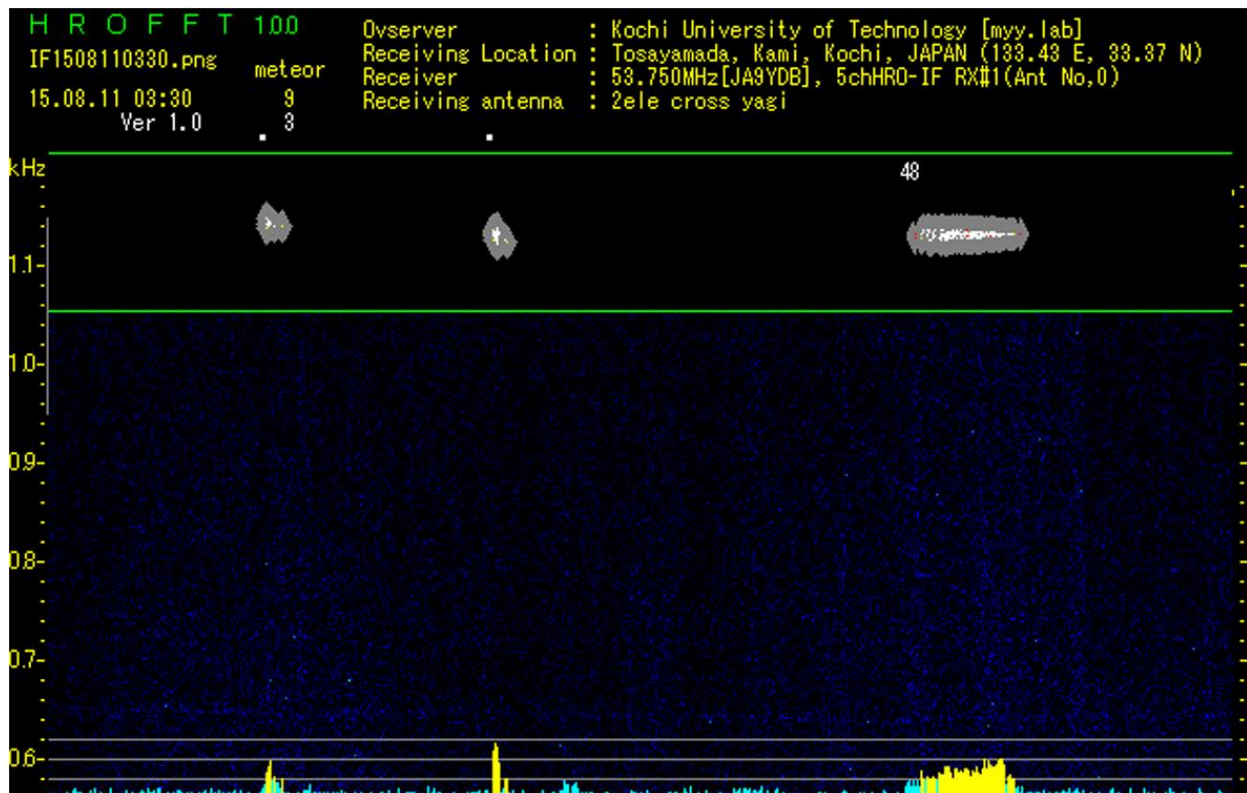 H R O F F T 1.0.0
IF1508110330.png
meteor
15.08.11 03:30 9
Ver 1.0 3
Ovserver : Kochi University of Technology [myy.lab]
Receiving Location : Tosayamada, Kami, Kochi, JAPAN (133.43 E, 33.37 N)
Receiver : 53.750MHz[JA9YDB], 5chHRO-IF RX#1(Ant No,0)
Receiving antenna : 2ele cross yagi
kHz
48
1.1
1.0
0.9
0.8
0.7
0.6